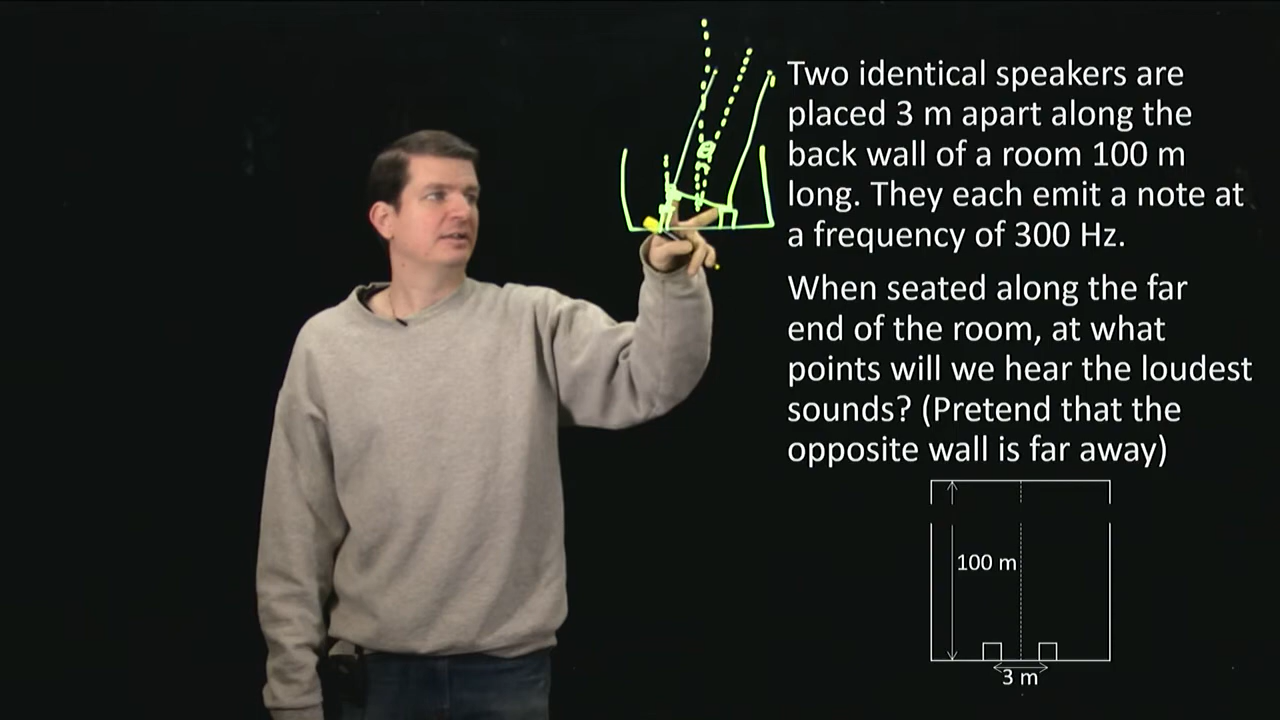 Two identical speakers are
placed 3 m apart along the
back wall of a room 100 m
long. They each emit a note at
a frequency of 300 Hz.
When seated along the far
end of the room, at what
points will we hear the loudest
sounds? (Pretend that the
opposite wall is far away)
100 m
3 m